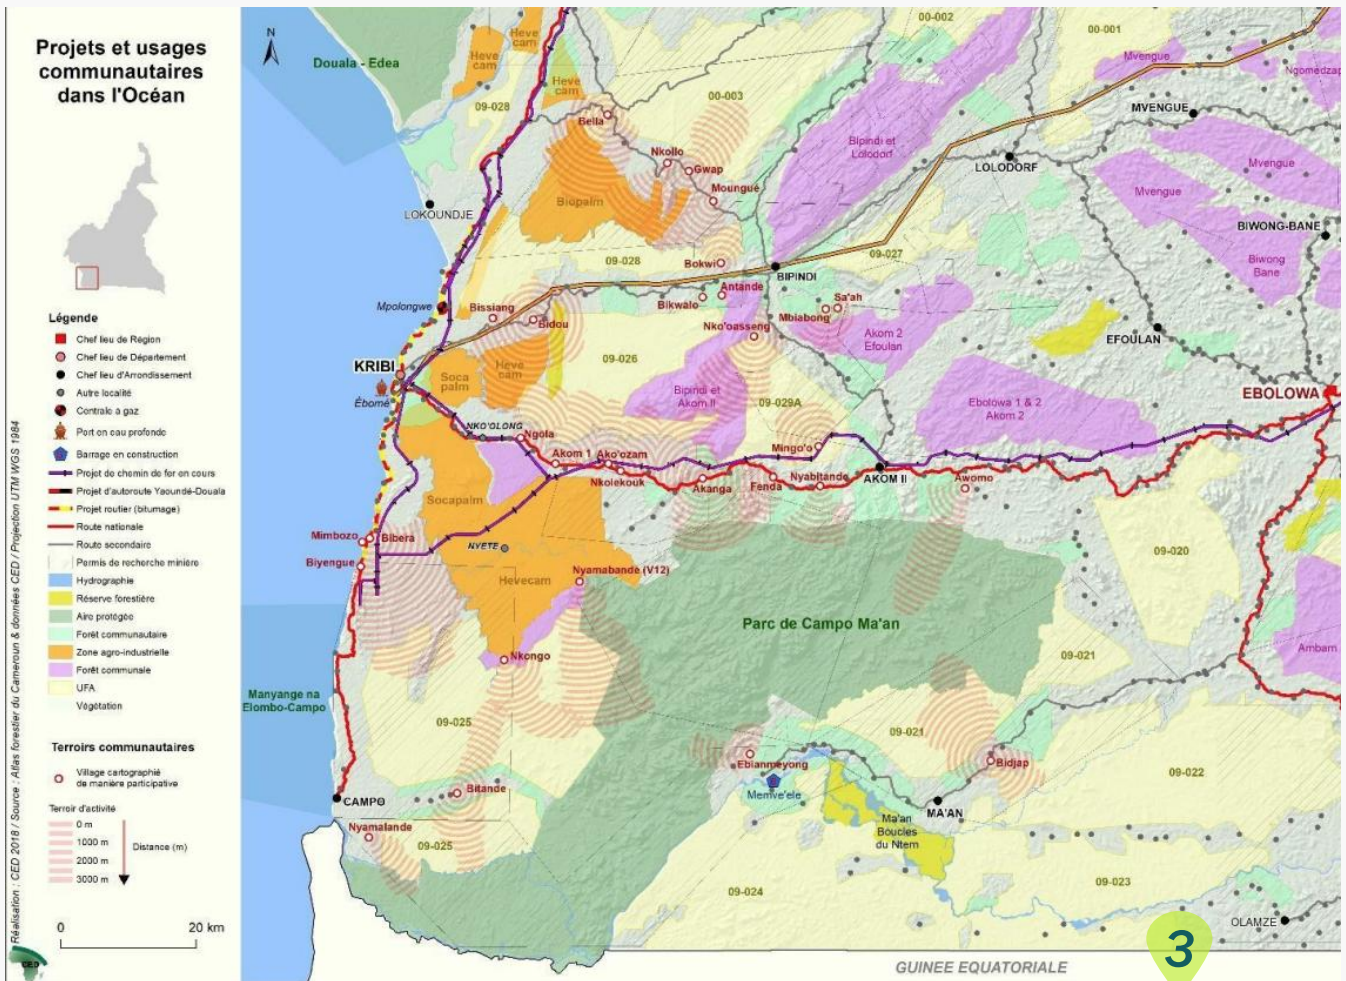 Projets et usages
communautaires
dans l'Océan
Légende
Chef lieu de Région
Chef lieu de Département
Chef lieu d'Arrondissement
Autre localité
Centrale à gaz
Port en eau profonde
Barrage en construction
Projet de chemin de fer en cours
Projet d'autoroute Yaoundé-Douala
Projet routier (bitumage)
Route nationale
Route secondaire
Permis de recherche minière
Hydrographie
Réserve forestière
Aire protégée
Forêt communautaire
Zone agro-industrielle
Forêt communale
UFA
Végétation
Terroirs communautaires
Village cartographié
de manière participative
Terroir d'activité
0 m
1000 m
2000 m
3000 m
Distance (m)
0
20 km
Réalisation : CED 2018 / Source : Atlas forestier du Cameroun & données CED / Projection UTM WGS 1984
CED
N
Douala - Edea
Heve
cam
Heve
cam
Heve
cam
09-028
00-003
00-002
00-001
Mvengue
Ngomedzap
MVENGUE
Bella
Nkollo
Gwap
Moungué
Biopalm
Bipindi et
Lolodorf
LOLODORF
Mvengue
Mvengue
BIWONG-BANE
Biwong
Bane
LOKOUNDJE
09-028
Bokwi
BIPINDI
09-027
Mpolongwe
Bissiang
Bidou
Bikwalo
Antande
Sa'ah
Mbiabong
Nko'oasseng
Akom 2
Efoulan
EFOULAN
KRIBI
Ébomé
Soca
palm
Heve
cam
09-026
Bipindi et
Akom II
09-029A
Ebolowa 1 & 2
Akom 2
EBOLOWA
NKO'OLONG
Ngola
Akom 1
Ako'ozam
Nkolekouk
Mingo'o
Akanga
Fenda
Nyabitande
AKOM II
Awomo
Socapalm
Mimbozo
Bibera
Biyengue
NYETE
Hevecam
Nyamabande (V12)
09-020
Parc de Campo Ma'an
09-021
Ambam
Nkongo
Manyange na
Elombo-Campo
09-025
09-021
Ebianmeyong
Bidjap
09-022
Memve'ele
CAMPO
Bitande
MA'AN
Nyamalande
09-025
Ma'an
Boucles
du Ntem
09-024
09-023
OLAMZE
3
GUINEE EQUATORIALE